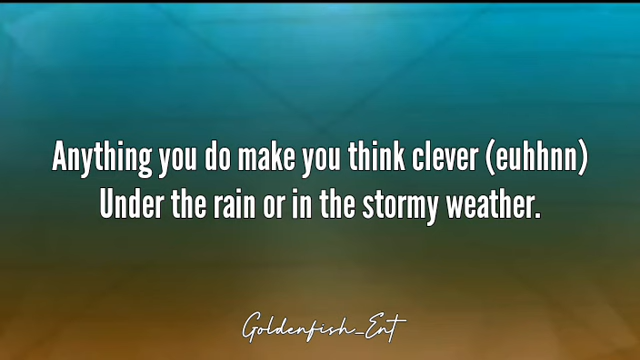 Anything you do make you think clever (euhhnn)
Under the rain or in the stormy weather.
Goldenfish_Ent